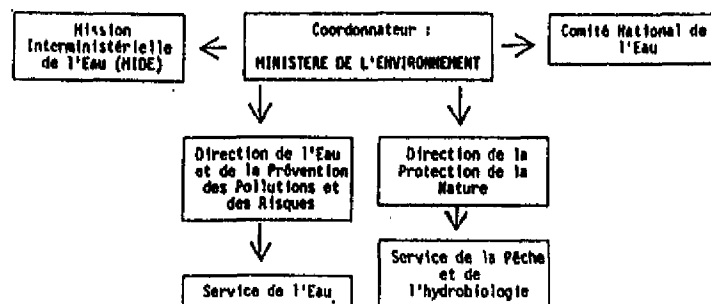 Mission
Interministérielle
de l'Eau (MIDE)
Coordonnateur :
MINISTERE DE L'ENVIRONNEMENT
Comité National de
l'Eau
Direction de l'Eau
et de la Prévention
des Pollutions et
des Risques
Direction de la
Protection de la
Nature
Service de l'Eau
Service de la Pêche
et de
l'hydrobiologie